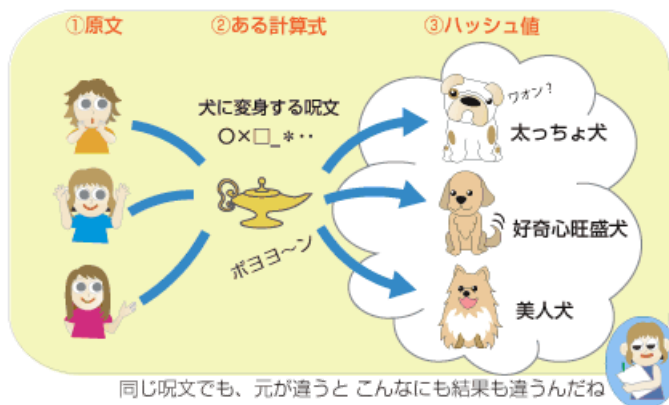 ①原文
②ある計算式
③ハッシュ値
犬に変身する呪文
○×□_*‥
ポヨヨ〜ン
ワオン?
太っちょ犬
好奇心旺盛犬
美人犬
同じ呪文でも、元が違うと こんなにも結果も違うんだね